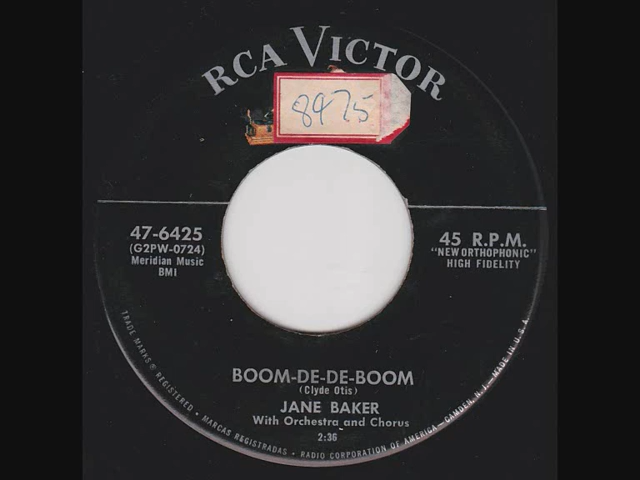 RCA VICTOR
8475
47-6425
(G2PW-0724)
Meridian Music
BMI
45 R.P.M.
"NEW ORTHOPHONIC"
HIGH FIDELITY
BOOM-DE-DE-BOOM
(Clyde Otis)
JANE BAKER
With Orchestra and Chorus
2:36
TRADE MARKS ® REGISTERED • MARCAS REGISTRADAS • RADIO CORPORATION OF AMERICA—CAMDEN, N. J.—MADE IN U.S.A.